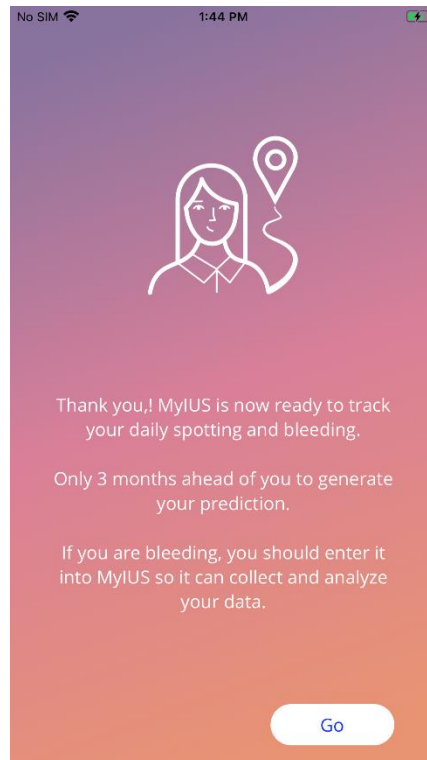 No SIM 1:44 PM
Thank you,! MyIUS is now ready to track
your daily spotting and bleeding.
Only 3 months ahead of you to generate
your prediction.
If you are bleeding, you should enter it
into MyIUS so it can collect and analyze
your data.
Go